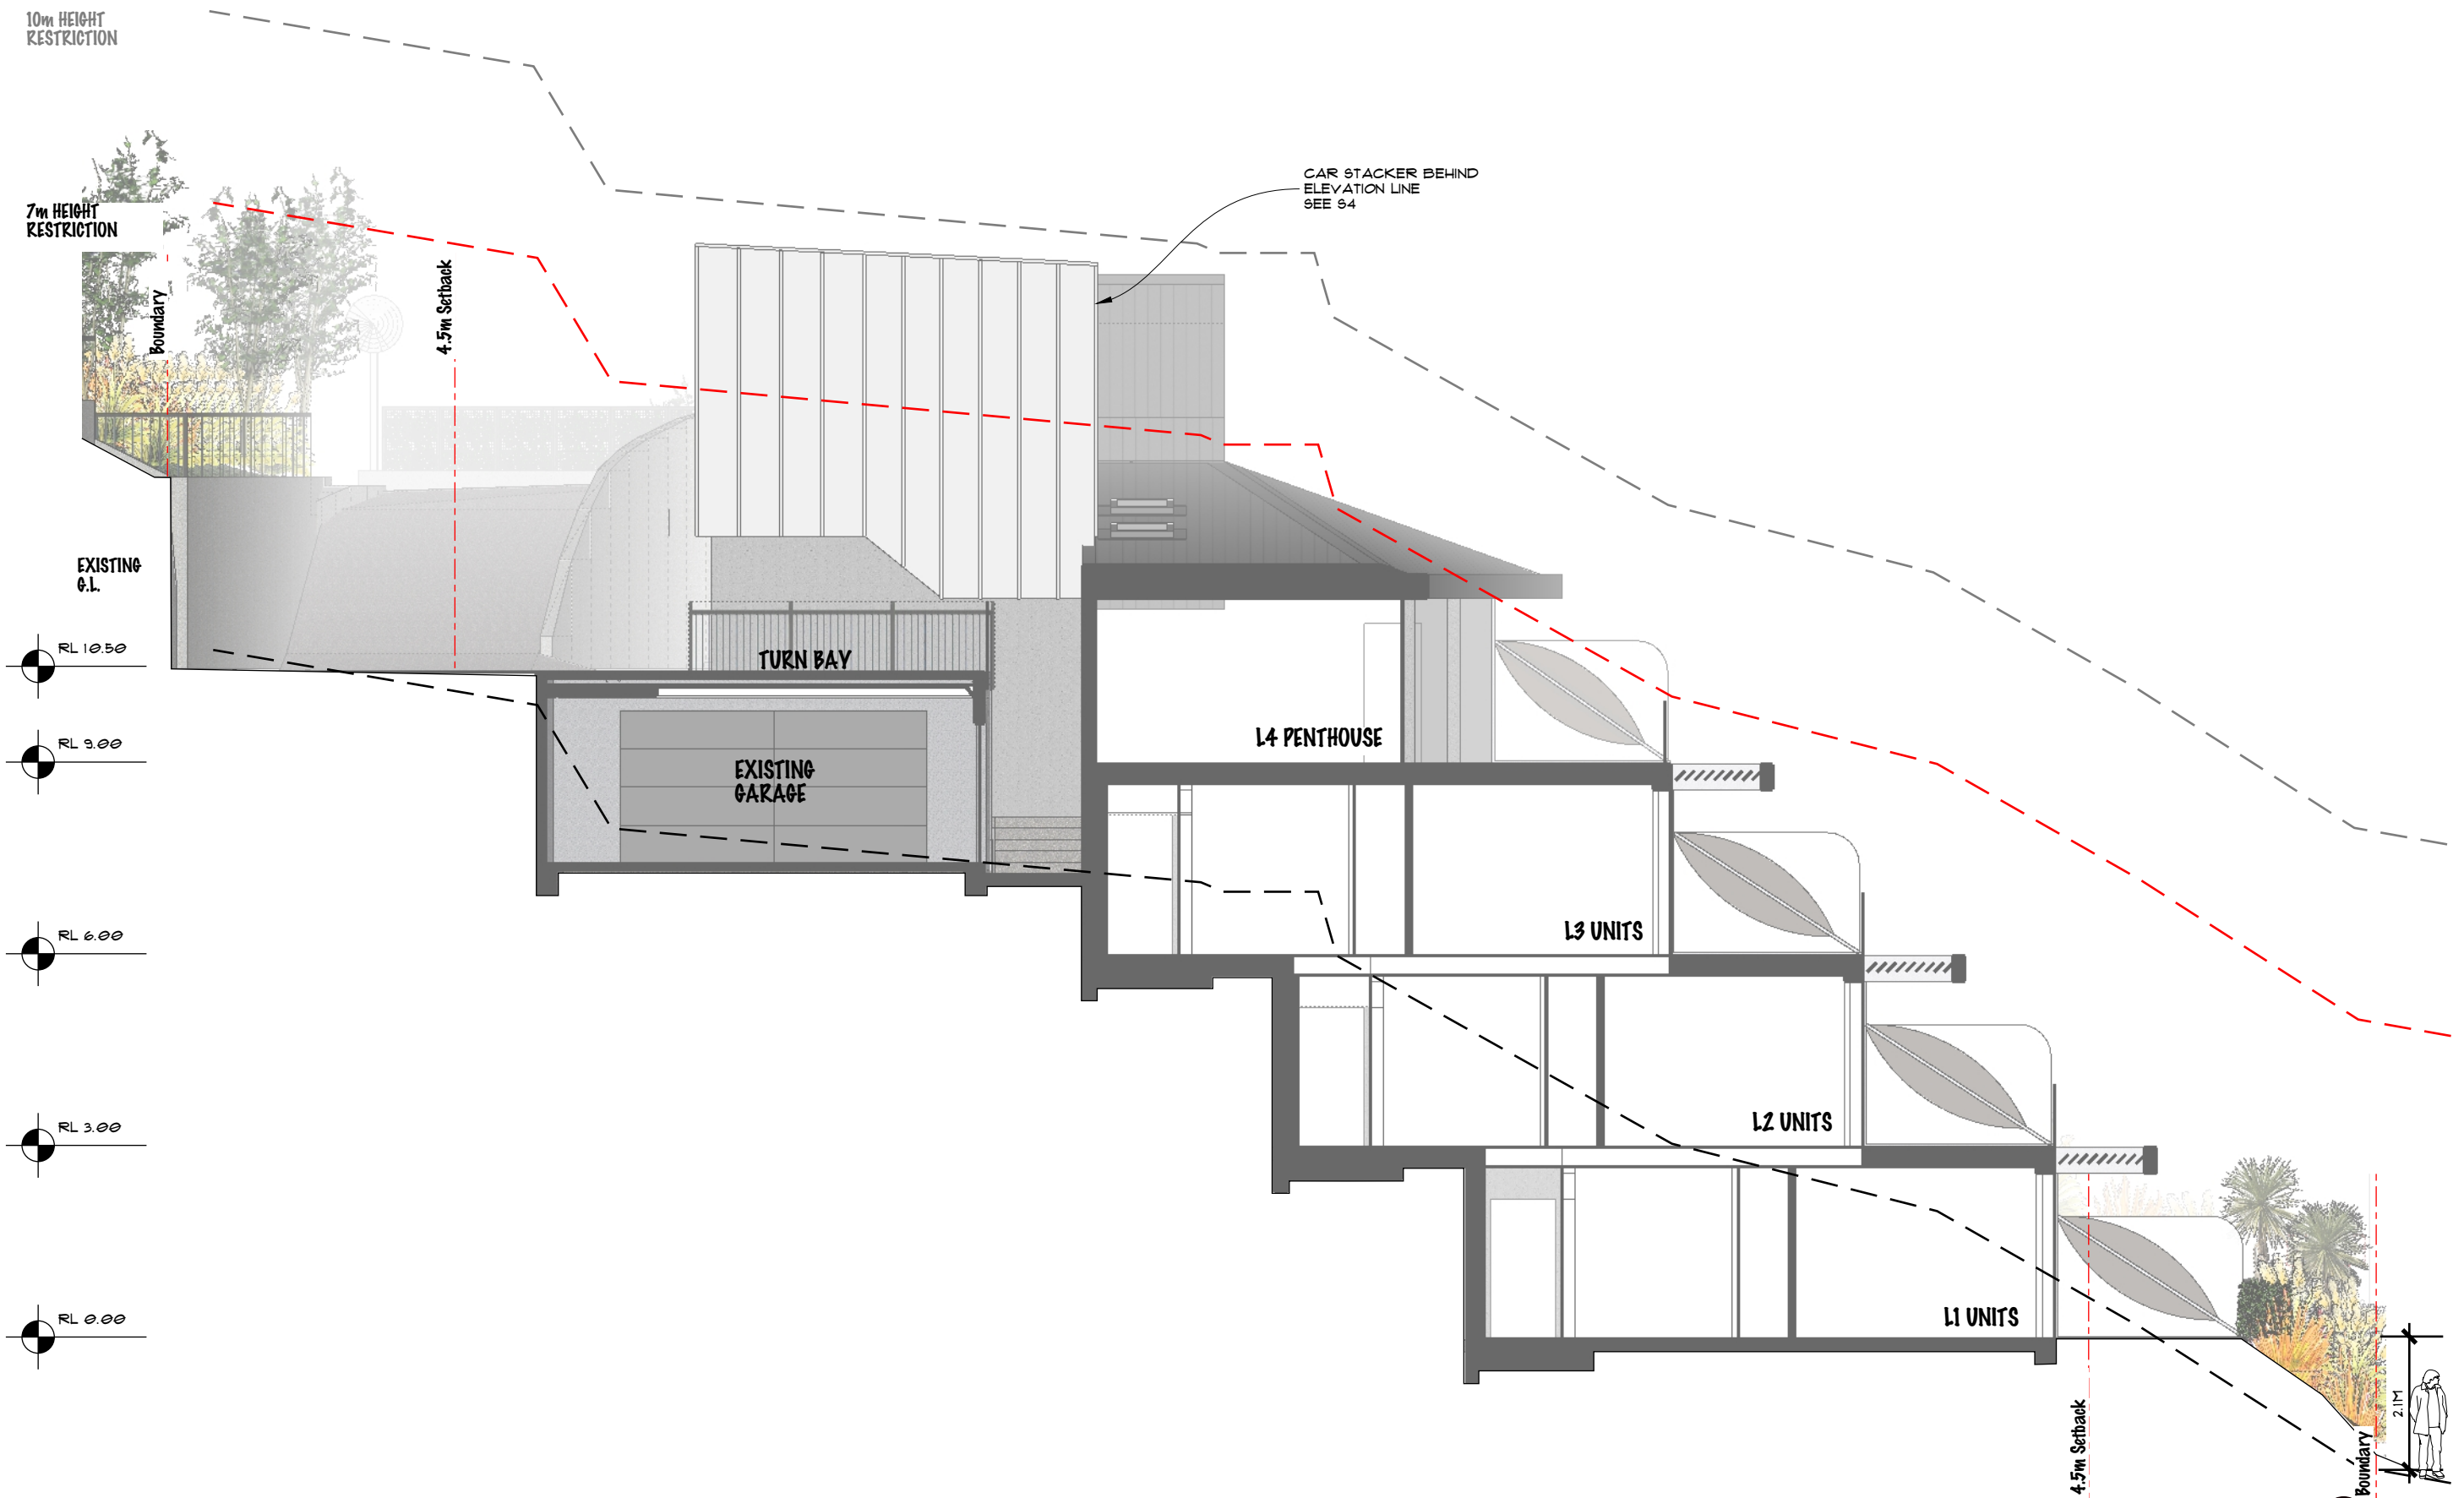 10m HEIGHT
RESTRICTION
CAR STACKER BEHIND
ELEVATION LINE
SEE S4
7m HEIGHT
RESTRICTION
Boundary
4.5m Setback
EXISTING
G.L.
RL 10.50
TURN BAY
RL 9.00
L4 PENTHOUSE
EXISTING
GARAGE
RL 6.00
L3 UNITS
RL 3.00
L2 UNITS
RL 0.00
L1 UNITS
4.5m Setback
Boundary
2.1M